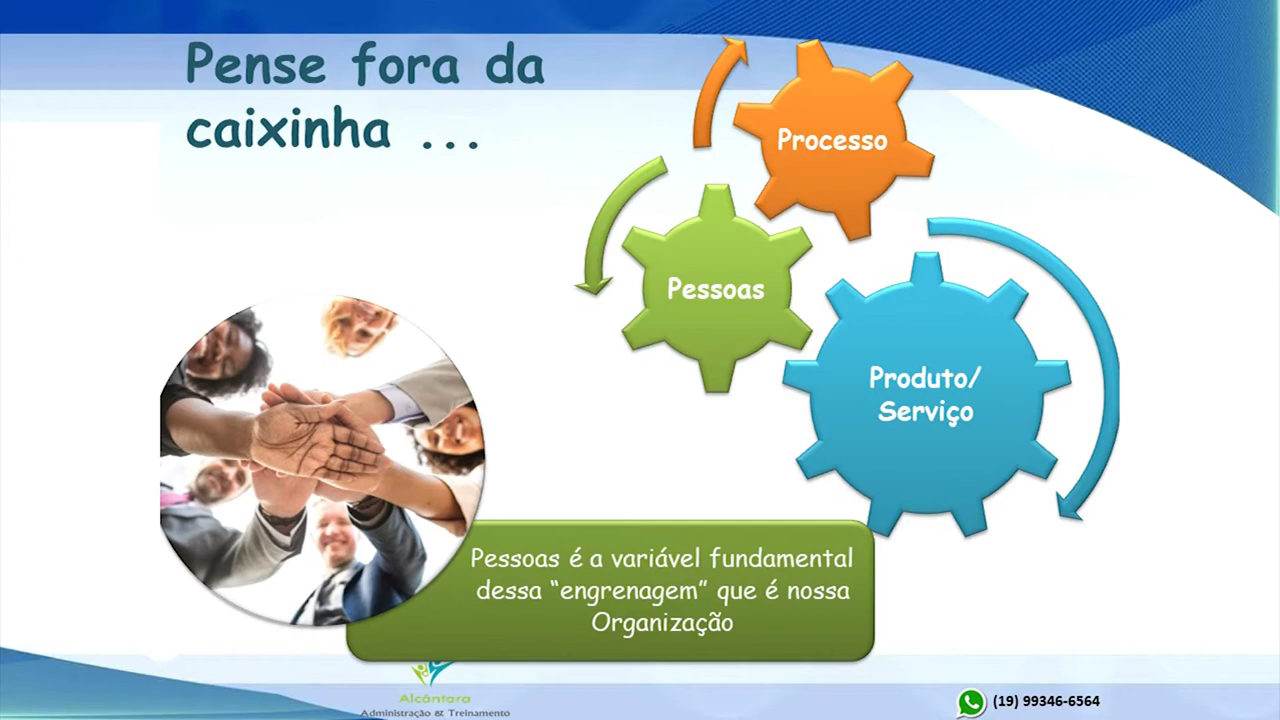 Pense fora da
caixinha ...
Processo
Pessoas
Produto/
Serviço
Pessoas é a variável fundamental
dessa “engrenagem” que é nossa
Organização
Alcântara
Administração & Treinamento
(19) 99346-6564